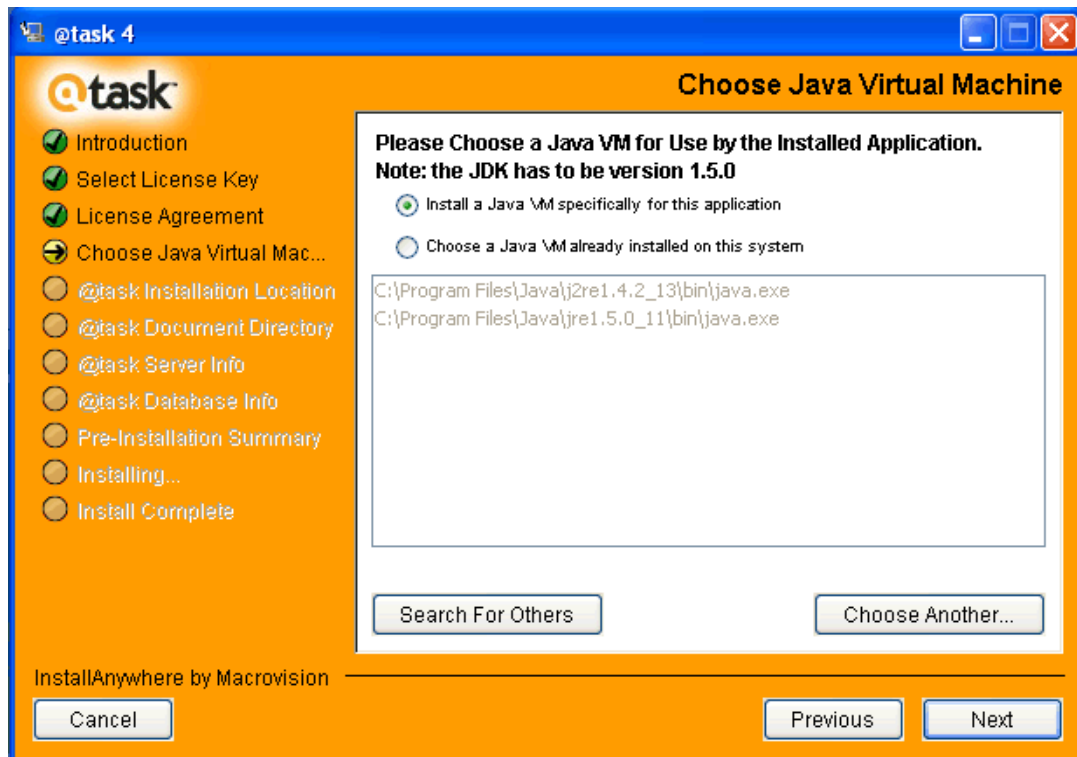 @task 4
@task™
Choose Java Virtual Machine
Introduction
Select License Key
License Agreement
Choose Java Virtual Mac...
@task Installation Location
@task Document Directory
@task Server Info
@task Database Info
Pre-Installation Summary
Installing...
Install Complete
Please Choose a Java VM for Use by the Installed Application.
Note: the JDK has to be version 1.5.0
Install a Java VM specifically for this application
Choose a Java VM already installed on this system
C:\Program Files\Java\j2re1.4.2_13\bin\java.exe
C:\Program Files\Java\jre1.5.0_11\bin\java.exe
Search For Others
Choose Another...
InstallAnywhere by Macrovision
Cancel
Previous
Next